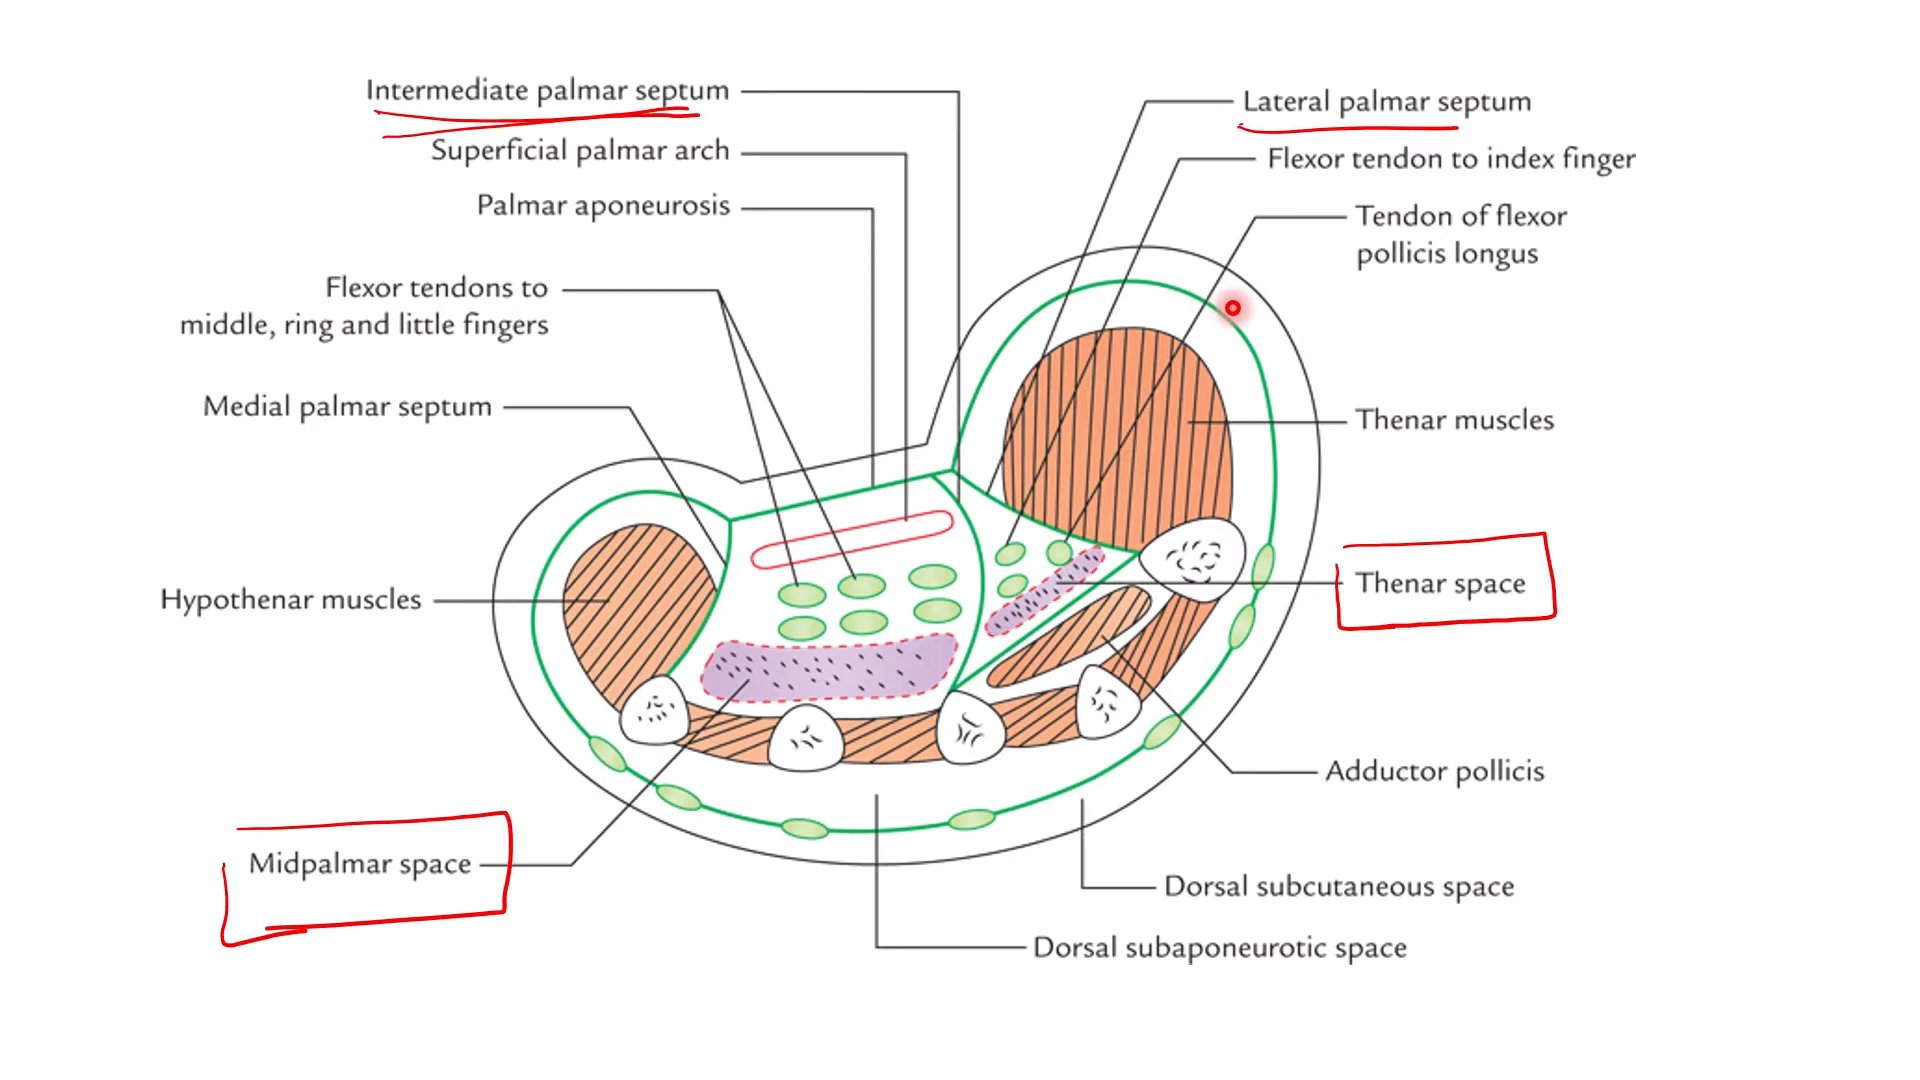 Intermediate palmar septum
Superficial palmar arch
Palmar aponeurosis
Flexor tendons to
middle, ring and little fingers
Medial palmar septum
Hypothenar muscles
Midpalmar space
Lateral palmar septum
Flexor tendon to index finger
Tendon of flexor
pollicis longus
Thenar muscles
Thenar space
Adductor pollicis
Dorsal subcutaneous space
Dorsal subaponeurotic space